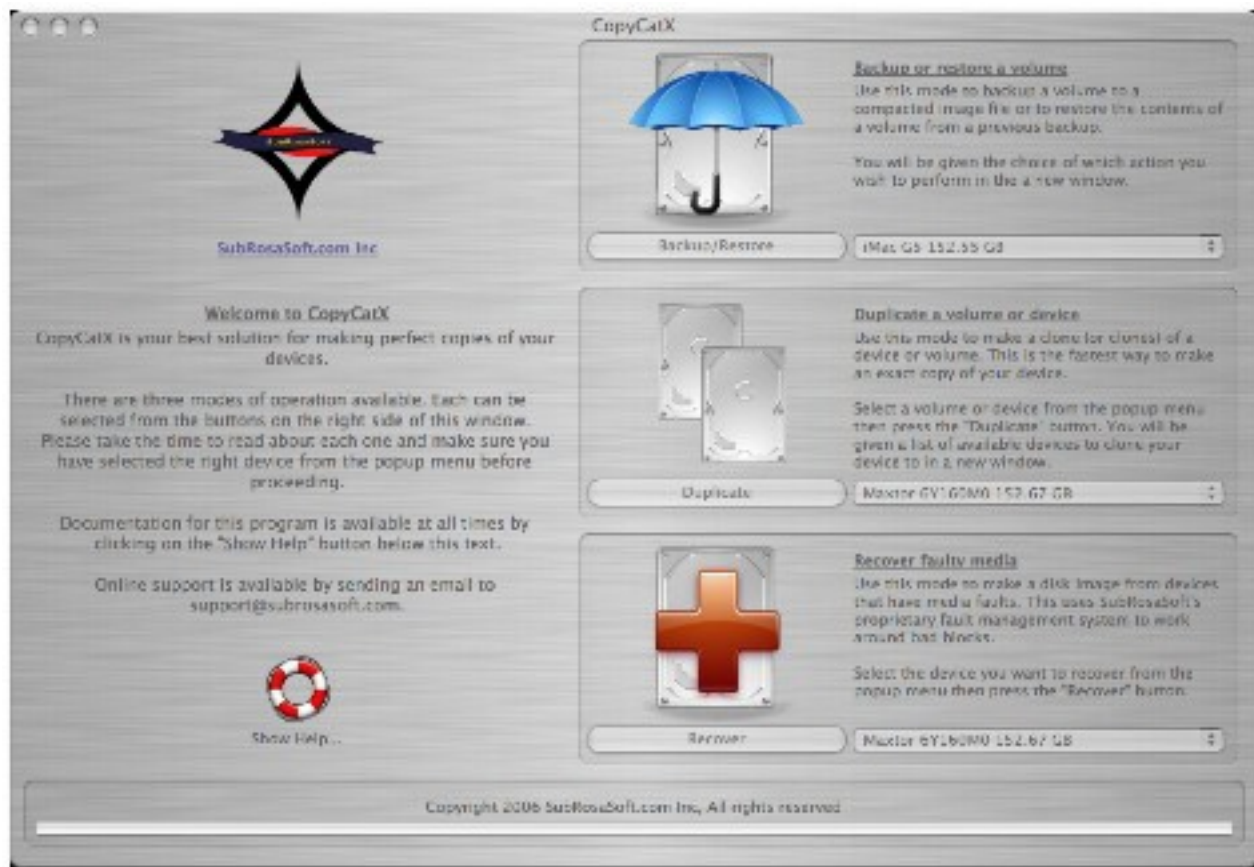 CopyCatX
SubRosaSoft.com Inc
Welcome to CopyCatX
CopyCatX is your best solution for making perfect copies of your
devices.
There are three modes of operation available. Each can be
selected from the buttons on the right side of this window.
Please take the time to read about each one and make sure you
have selected the right device from the popup menu before
proceeding.
Documentation for this program is available at all times by
clicking on the "Show Help" button below this text.
Online support is available by sending an email to
support@subrosasoft.com.
Show Help...
Backup or restore a volume
Use this mode to backup a volume to a
compacted image file or to restore the contents of
a volume from a previous backup.
You will be given the choice of which action you
wish to perform in the a new window.
Backup/Restore
iMac G5 152.55 GB
Duplicate a volume or device
Use this mode to make a clone (or clones) of a
device or volume. This is the fastest way to make
an exact copy of your device.
Select a volume or device from the popup menu
then press the "Duplicate" button. You will be
given a list of available devices to clone your
device to in a new window.
Duplicate
Maxtor 6Y160M0 152.67 GB
Recover faulty media
Use this mode to make a disk image from devices
that have media faults. This uses SubRosaSoft's
proprietary fault management system to work
around bad blocks.
Select the device you want to recover from the
popup menu then press the "Recover" button.
Recover
Maxtor 6Y160M0 152.67 GB
Copyright 2006 SubRosaSoft.com Inc, All rights reserved